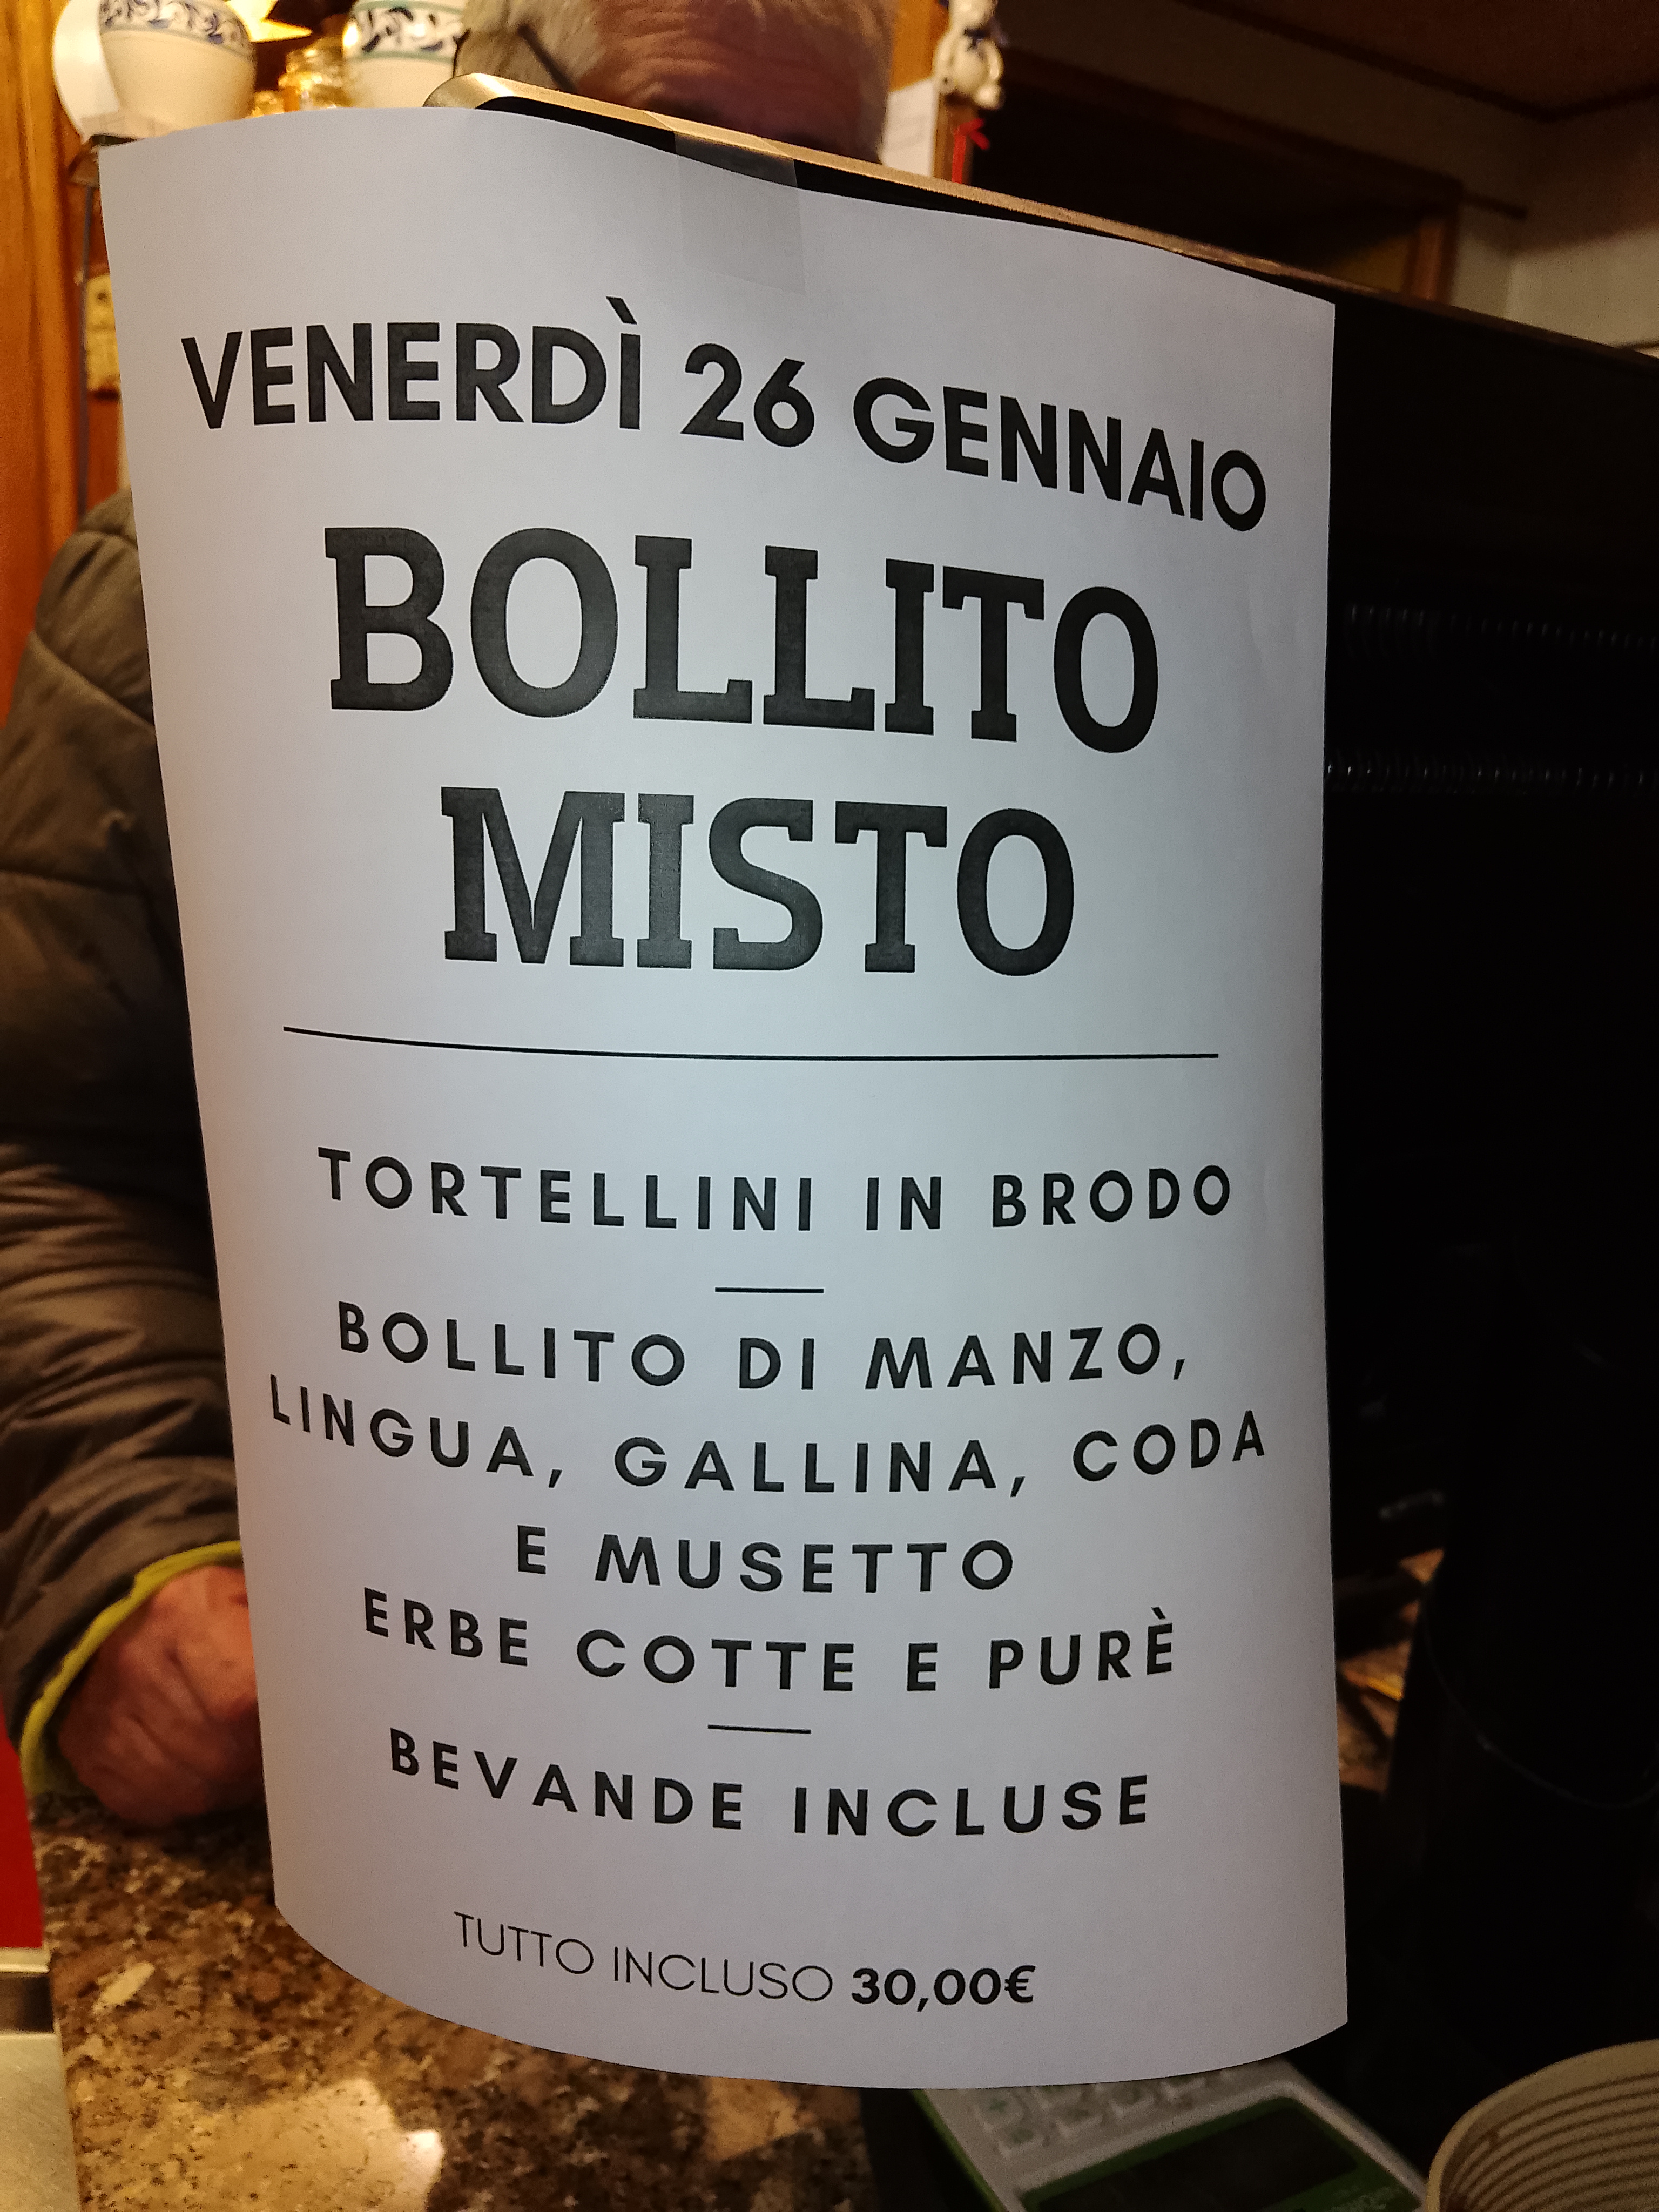 VENERDÌ 26 GENNAIO
BOLLITO
MISTO
TORTELLINI IN BRODO
BOLLITO DI MANZO,
LINGUA, GALLINA, CODA
E MUSETTO
ERBE COTTE E PURÈ
BEVANDE INCLUSE
TUTTO INCLUSO 30,00€